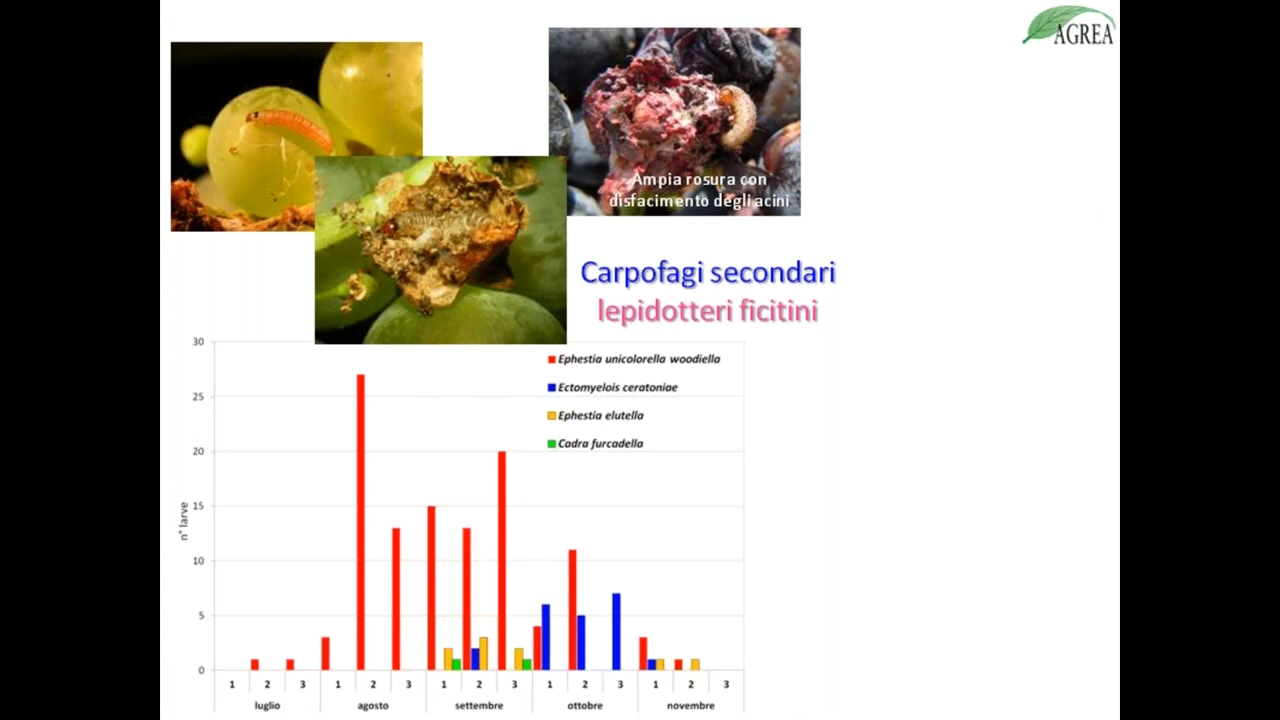 AGREA
Ampia rosura con
disfacimento degli acini
Carpofagi secondari
lepidotteri ficitini
Ephestia unicolorella woodiella
Ectomyelois ceratoniae
Ephestia elutella
Cadra furcadella
n° larve
30
25
20
15
10
5
0
1 2 3 1 2 3 1 2 3 1 2 3 1 2 3
luglio agosto settembre ottobre novembre